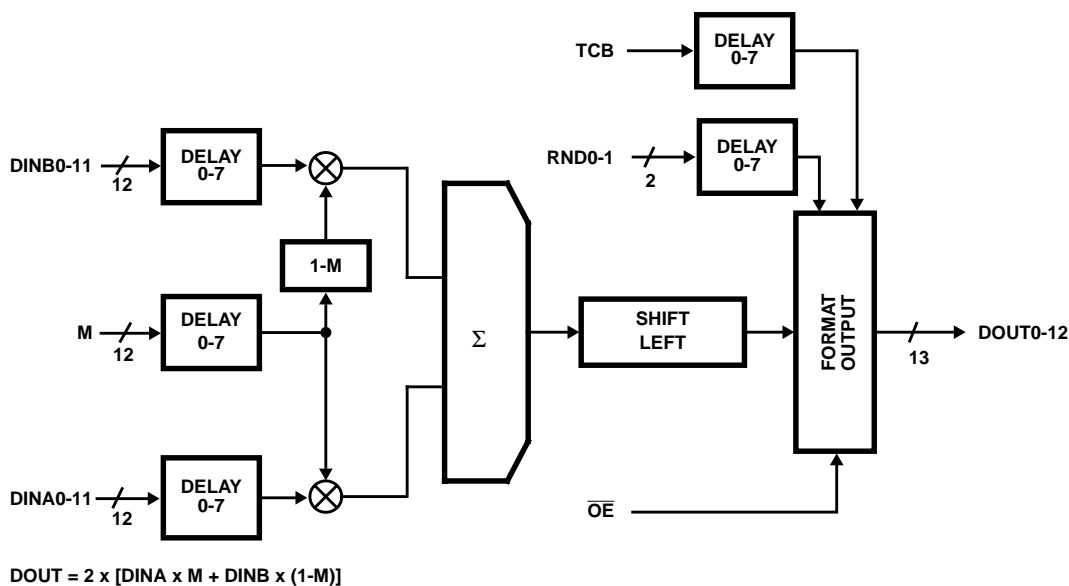 TCB
DELAY
0-7
RND0-1
2
DELAY
0-7
DINB0-11
12
DELAY
0-7
1-M
M
12
DELAY
0-7
Σ
SHIFT
LEFT
FORMAT
OUTPUT
13
DOUT0-12
DINA0-11
12
DELAY
0-7
OE
DOUT = 2 x [DINA x M + DINB x (1-M)]